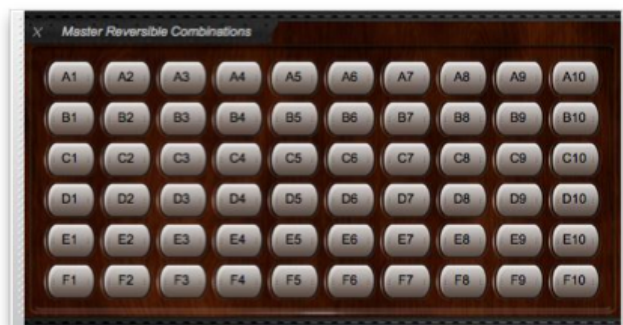 X Master Reversible Combinations
A1 A2 A3 A4 A5 A6 A7 A8 A9 A10
B1 B2 B3 B4 B5 B6 B7 B8 B9 B10
C1 C2 C3 C4 C5 C6 C7 C8 C9 C10
D1 D2 D3 D4 D5 D6 D7 D8 D9 D10
E1 E2 E3 E4 E5 E6 E7 E8 E9 E10
F1 F2 F3 F4 F5 F6 F7 F8 F9 F10